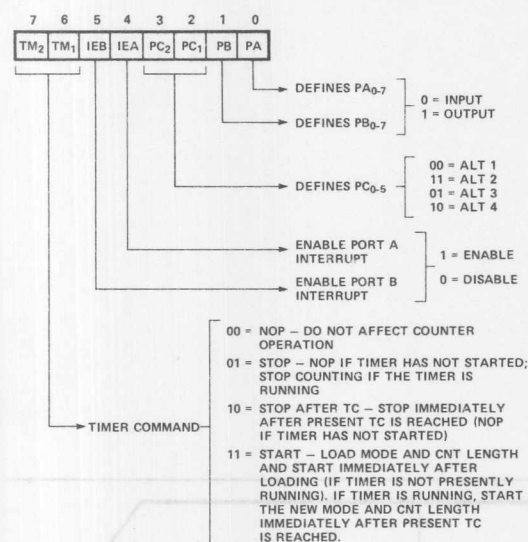 7 6 5 4 3 2 1 0
TM2 TM1 IEB IEA PC2 PC1 PB PA
DEFINES PA0-7
DEFINES PB0-7
0 = INPUT
1 = OUTPUT
DEFINES PC0-5
00 = ALT 1
11 = ALT 2
01 = ALT 3
10 = ALT 4
ENABLE PORT A
INTERRUPT
ENABLE PORT B
INTERRUPT
1 = ENABLE
0 = DISABLE
TIMER COMMAND
00 = NOP – DO NOT AFFECT COUNTER
OPERATION
01 = STOP – NOP IF TIMER HAS NOT STARTED;
STOP COUNTING IF THE TIMER IS
RUNNING
10 = STOP AFTER TC – STOP IMMEDIATELY
AFTER PRESENT TC IS REACHED (NOP
IF TIMER HAS NOT STARTED)
11 = START – LOAD MODE AND CNT LENGTH
AND START IMMEDIATELY AFTER
LOADING (IF TIMER IS NOT PRESENTLY
RUNNING). IF TIMER IS RUNNING, START
THE NEW MODE AND CNT LENGTH
IMMEDIATELY AFTER PRESENT TC
IS REACHED.